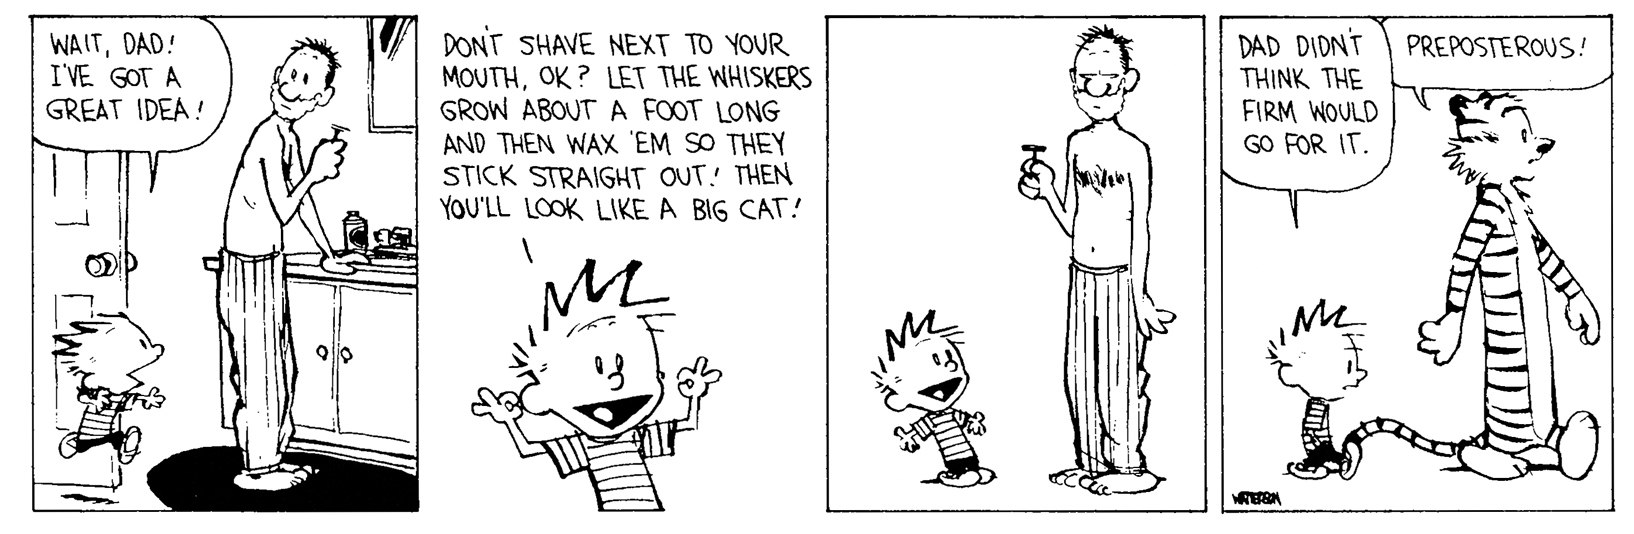 WAIT, DAD!
I'VE GOT A
GREAT IDEA!
DON'T SHAVE NEXT TO YOUR
MOUTH, OK? LET THE WHISKERS
GROW ABOUT A FOOT LONG
AND THEN WAX 'EM SO THEY
STICK STRAIGHT OUT! THEN
YOU'LL LOOK LIKE A BIG CAT!
DAD DIDN'T
THINK THE
FIRM WOULD
GO FOR IT.
PREPOSTEROUS!
WATTERSON